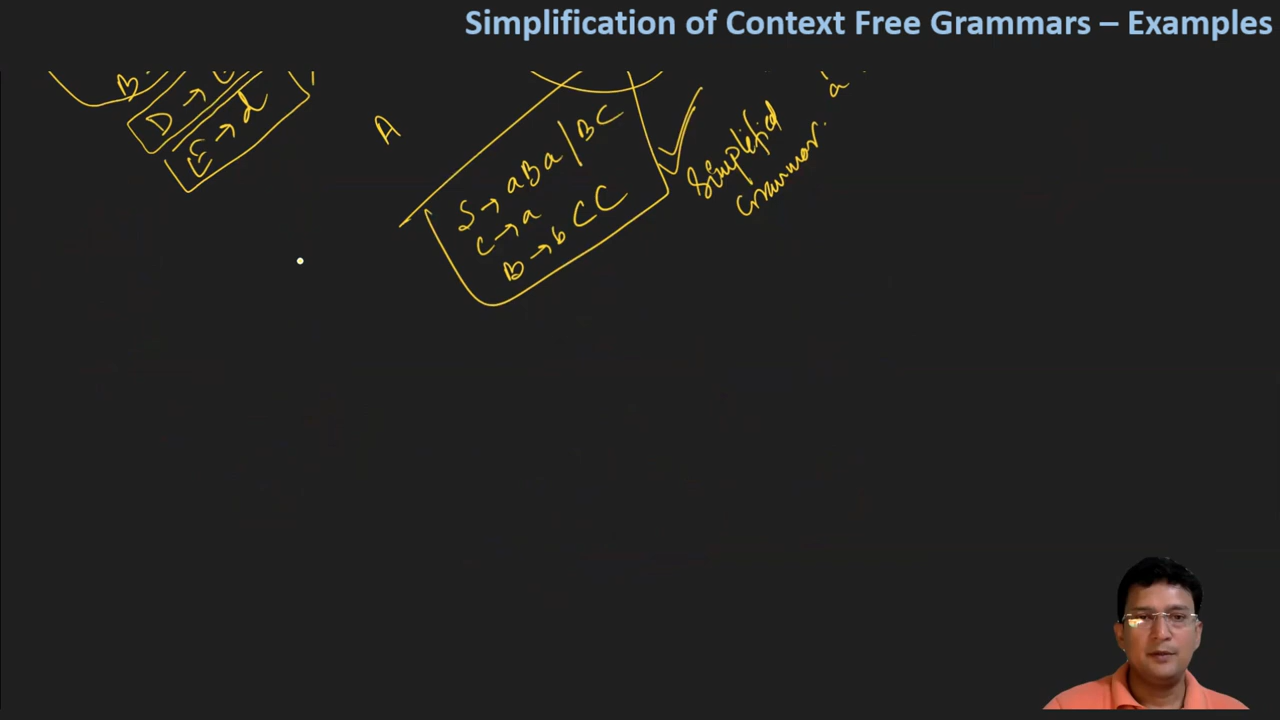 Simplification of Context Free Grammars – Examples
B
D →
E → d
A
S → aBa | BC
C → a
B → bCC
Simplified
Grammar.
a